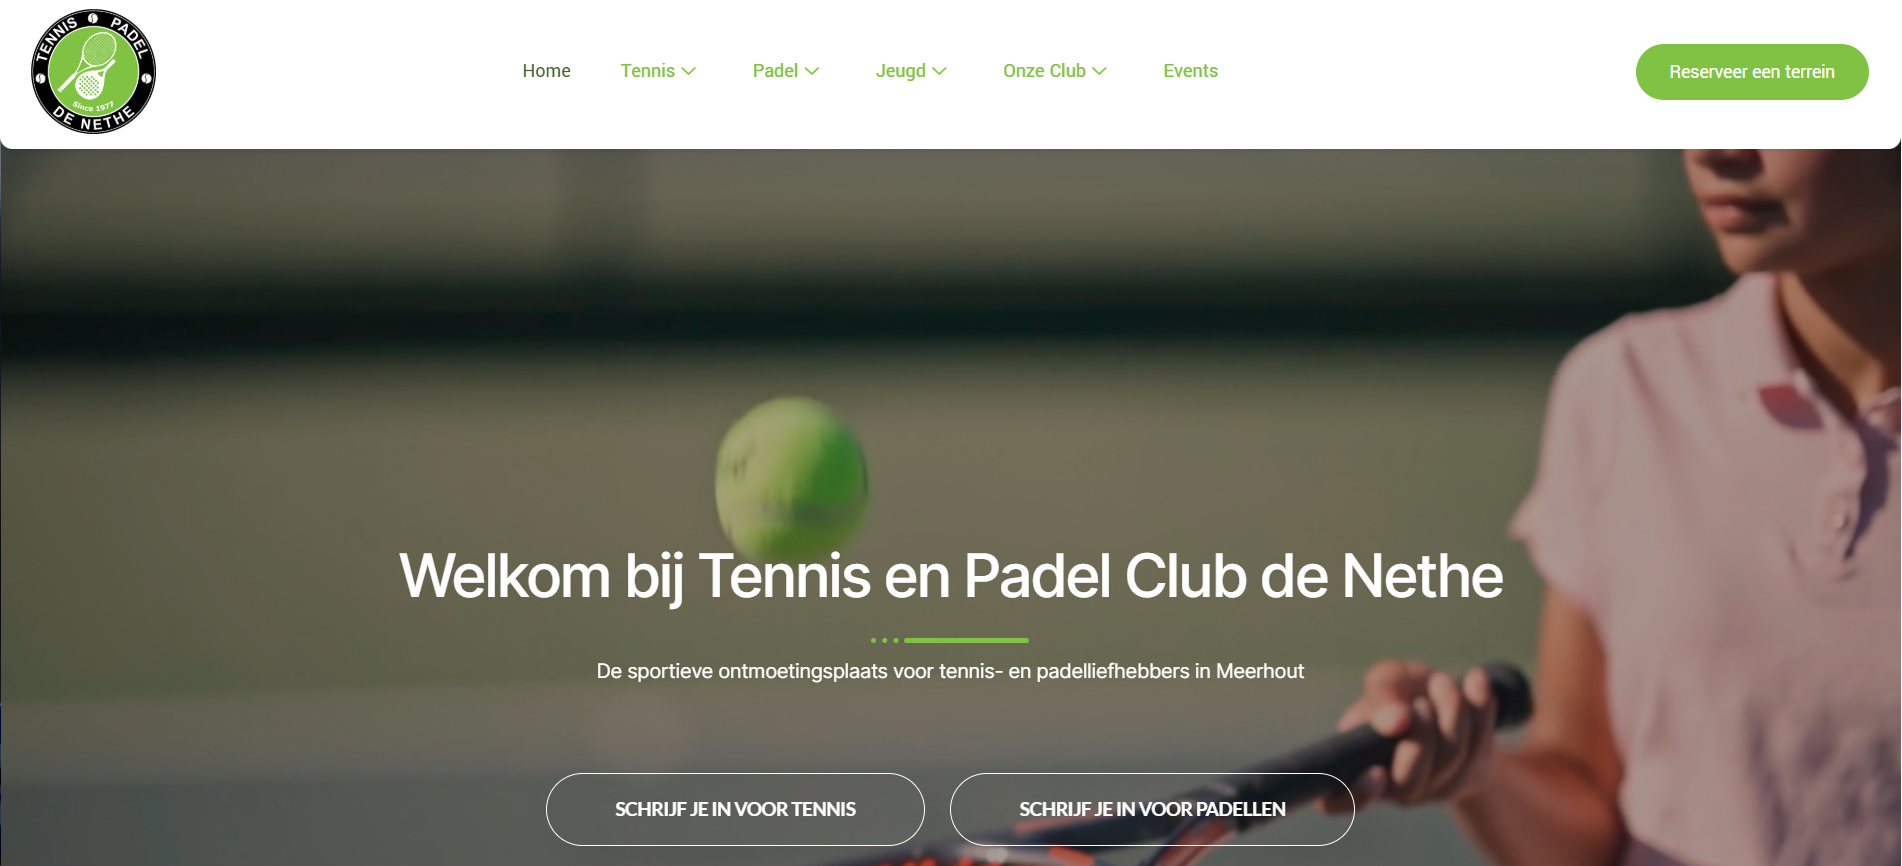 TENNIS PADEL
Since 1977
DE NETHE
Home
Tennis
Padel
Jeugd
Onze Club
Events
Reserveer een terrein
Welkom bij Tennis en Padel Club de Nethe
De sportieve ontmoetingsplaats voor tennis- en padelliefhebbers in Meerhout
SCHRIJF JE IN VOOR TENNIS
SCHRIJF JE IN VOOR PADELLEN